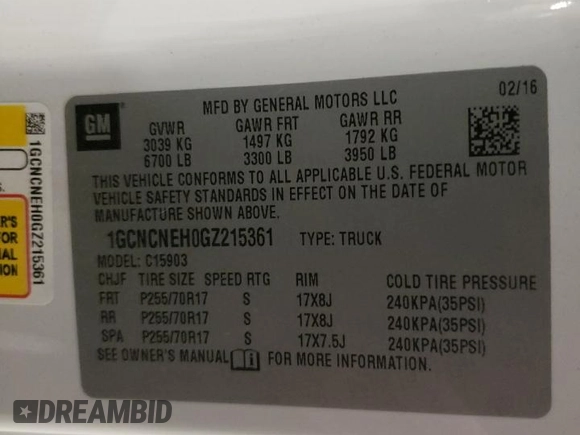 GM
MFD BY GENERAL MOTORS LLC
02/16
GVWR GAWR FRT GAWR RR
3039 KG 1497 KG 1792 KG
6700 LB 3300 LB 3950 LB
THIS VEHICLE CONFORMS TO ALL APPLICABLE U.S. FEDERAL MOTOR
VEHICLE SAFETY STANDARDS IN EFFECT ON THE DATE OF
MANUFACTURE SHOWN ABOVE.
1GCNCNEH0GZ215361 TYPE: TRUCK
MODEL: C15903
CHJF TIRE SIZE SPEED RTG RIM COLD TIRE PRESSURE
FRT P255/70R17 S 17X8J 240KPA(35PSI)
RR P255/70R17 S 17X8J 240KPA(35PSI)
SPA P255/70R17 S 17X7.5J 240KPA(35PSI)
SEE OWNER'S MANUAL FOR MORE INFORMATION.
1GCNCNEH0GZ215361
S.
R'S
FOR
NAL
ION
DREAMBID